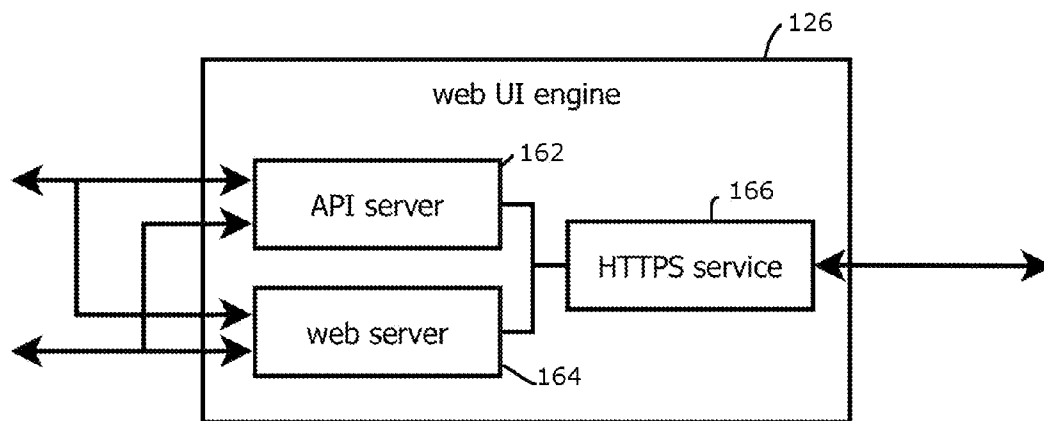 126
web UI engine
162
API server
166
HTTPS service
web server
164